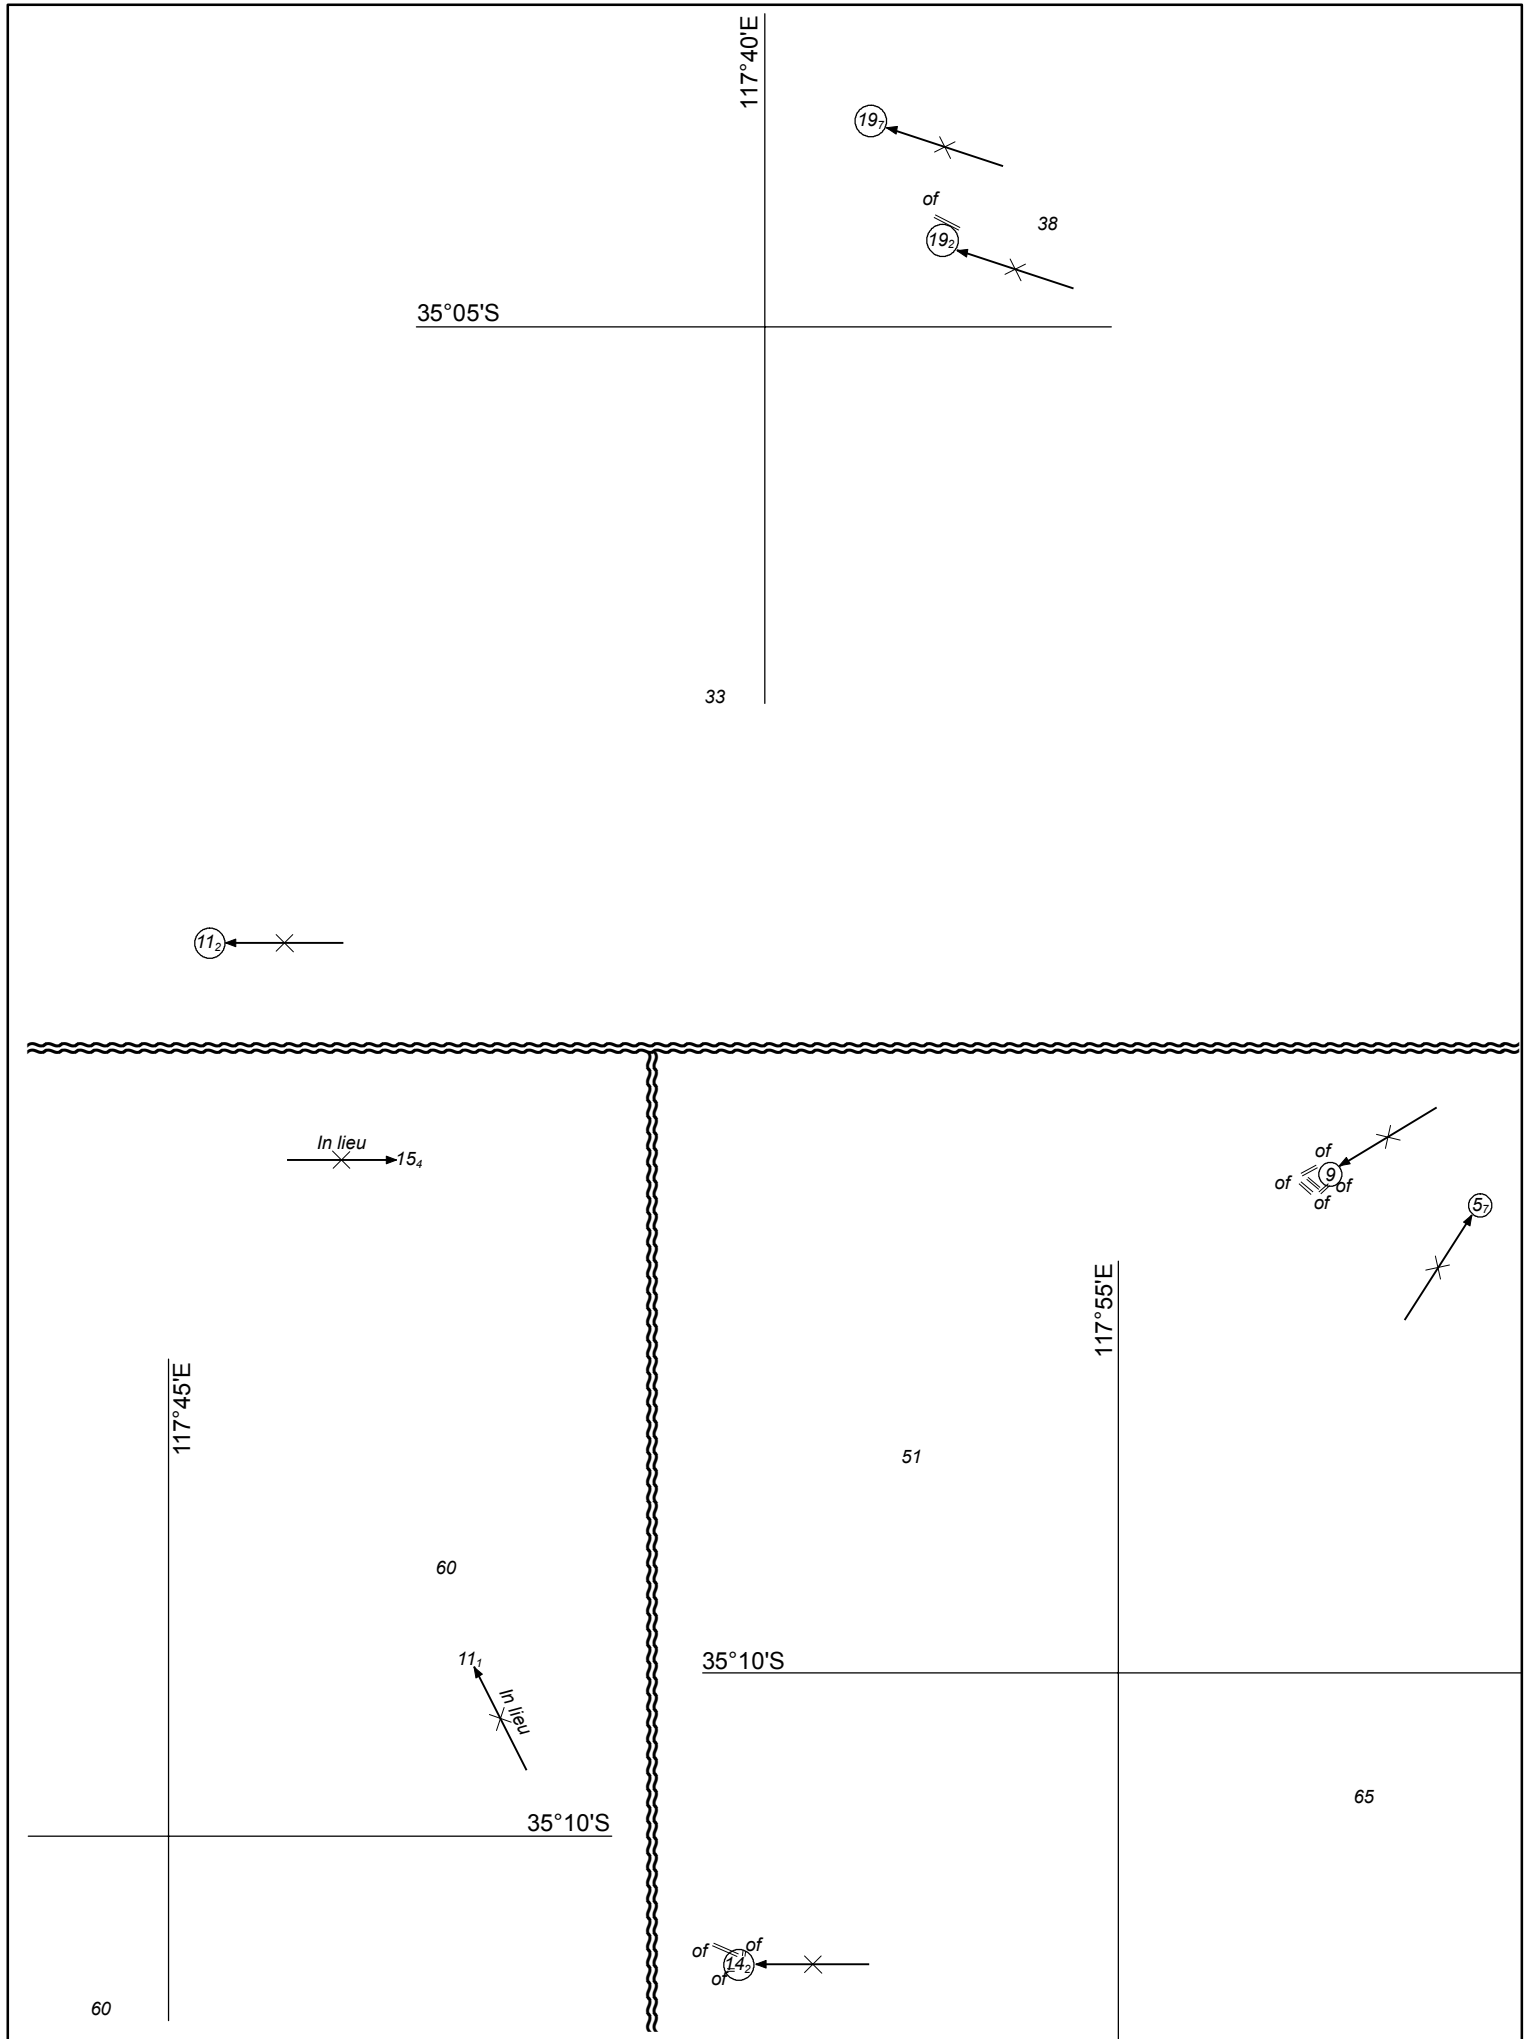 117°40'E
19₇
of
38
19₂
35°05'S
33
11₂
In lieu
15₄
117°45'E
60
11₁
In lieu
35°10'S
60
of
9
of
of
of
5₇
117°55'E
51
35°10'S
65
of
of
14₂
of